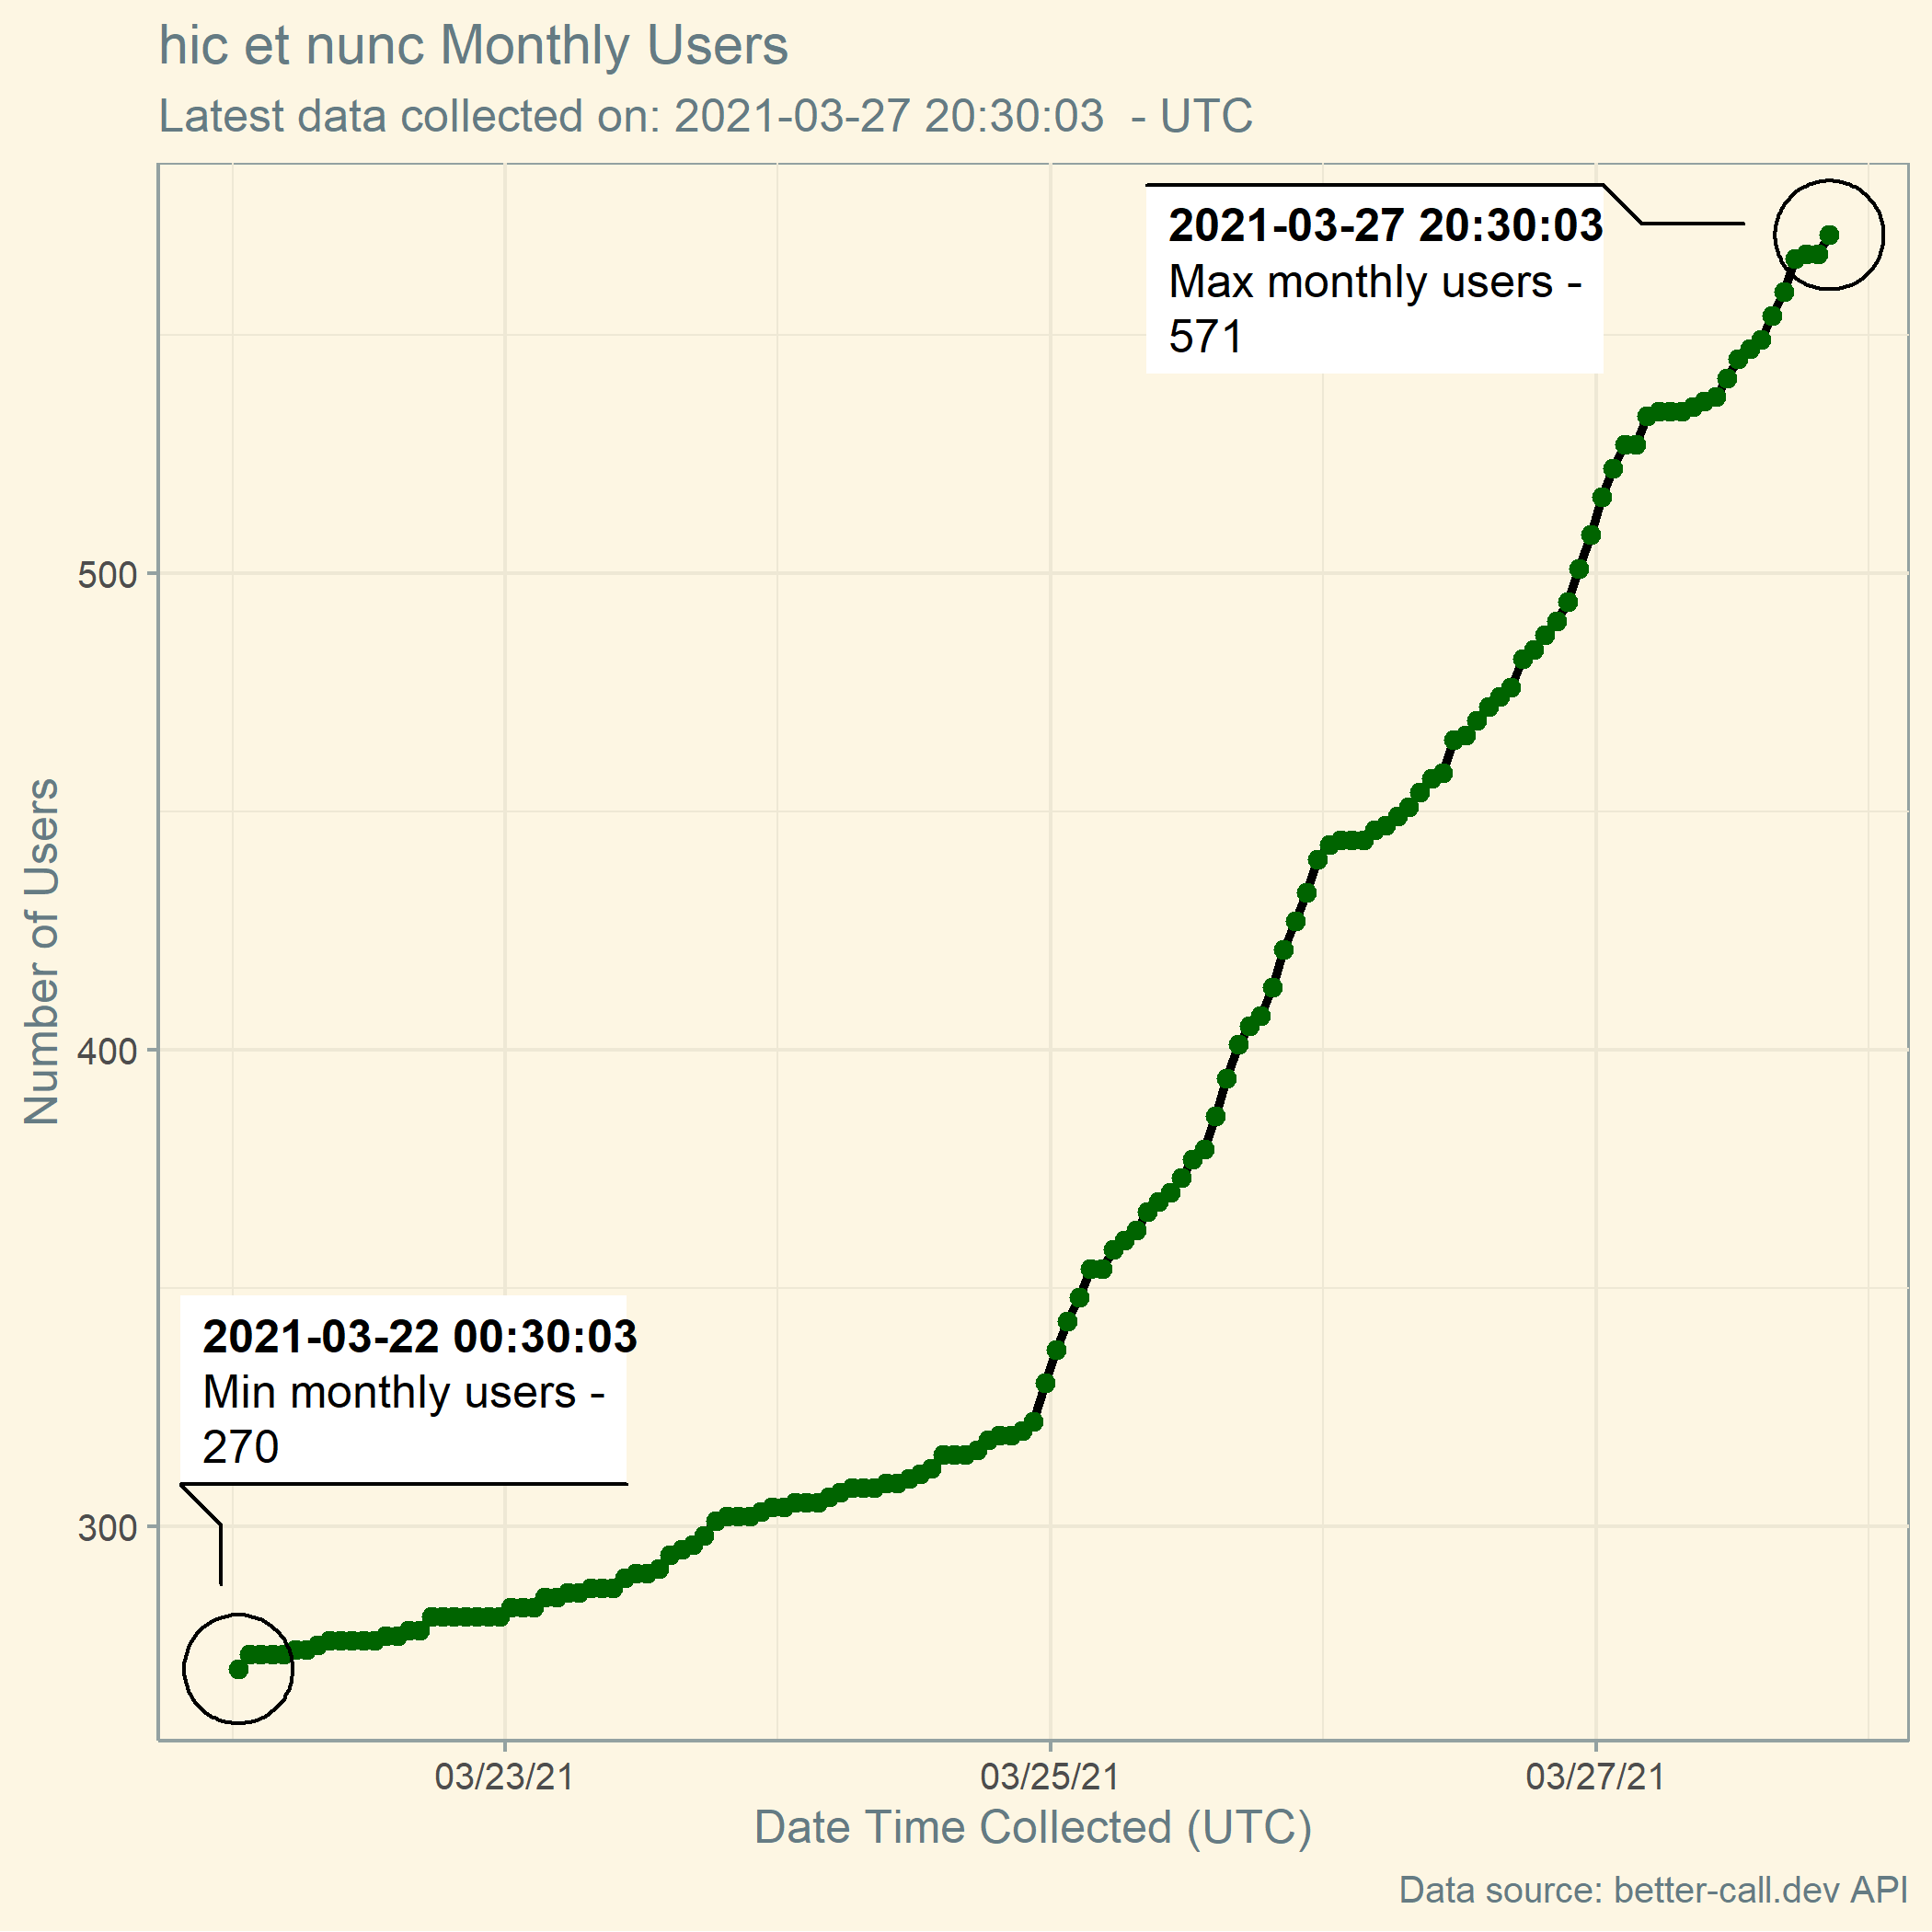 hic et nunc Monthly Users
Latest data collected on: 2021-03-27 20:30:03  - UTC
2021-03-27 20:30:03
Max monthly users -
571
500
400
300
Number of Users
2021-03-22 00:30:03
Min monthly users -
270
03/23/21
03/25/21
03/27/21
Date Time Collected (UTC)
Data source: better-call.dev API